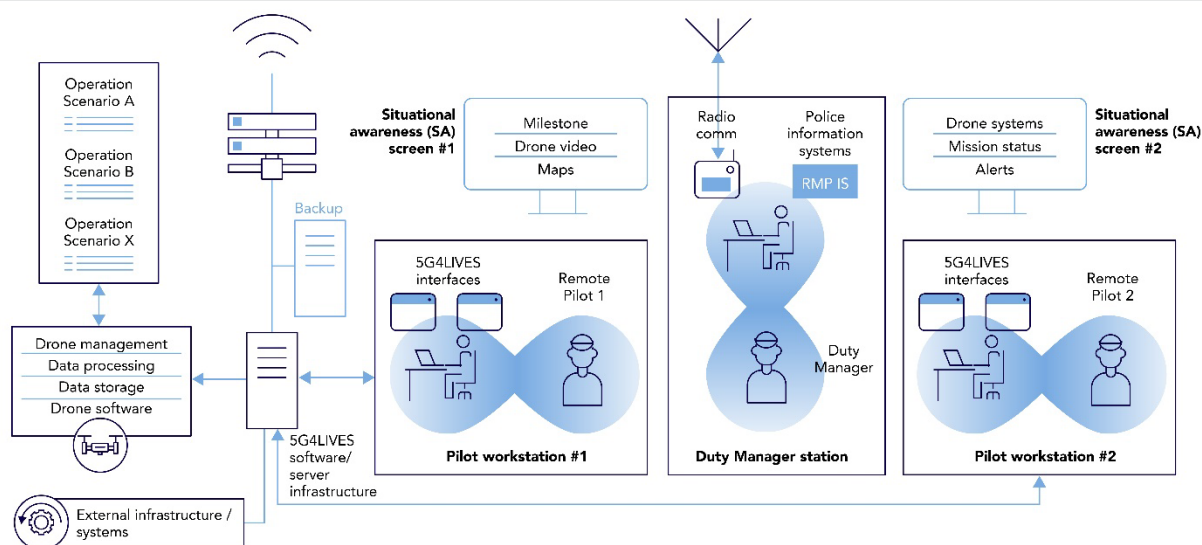 Operation
Scenario A
Operation
Scenario B
Operation
Scenario X
Drone management
Data processing
Data storage
Drone software
External infrastructure /
systems
Backup
5G4LIVES
software/
server
infrastructure
Situational
awareness (SA)
screen #1
Milestone
Drone video
Maps
5G4LIVES
interfaces
Remote
Pilot 1
Pilot workstation #1
Radio
comm
Police
information
systems
RMP IS
Duty
Manager
Duty Manager station
Drone systems
Mission status
Alerts
Situational
awareness (SA)
screen #2
5G4LIVES
interfaces
Remote
Pilot 2
Pilot workstation #2